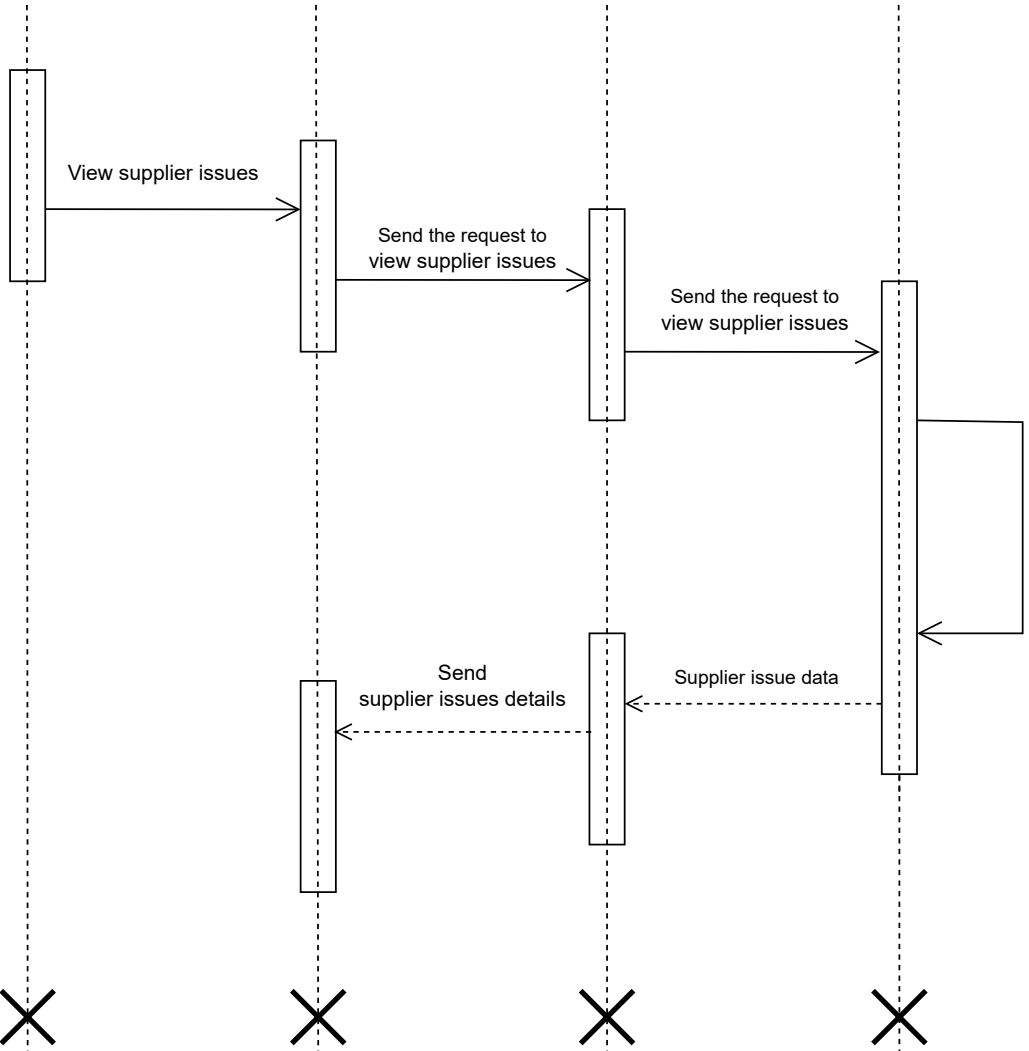 View supplier issues
Send the request to
view supplier issues
Send the request to
view supplier issues
Supplier issue data
Send
supplier issues details